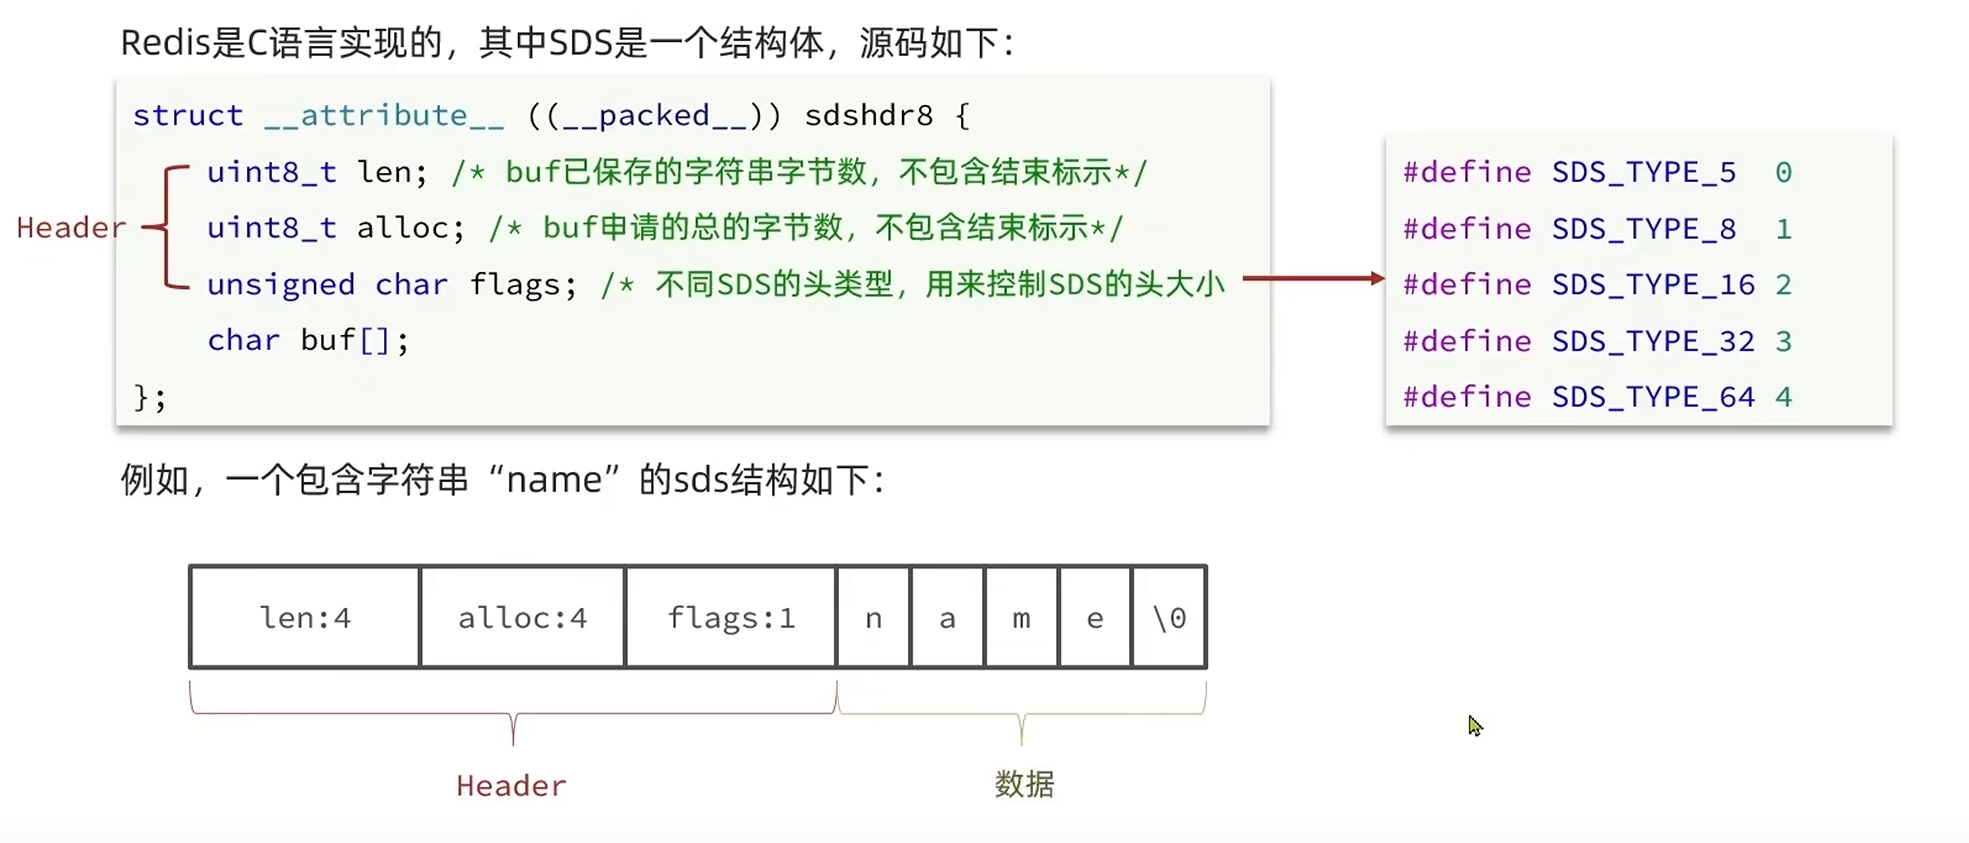 Redis是C语言实现的，其中SDS是一个结构体，源码如下：
struct __attribute__ ((__packed__)) sdshdr8 {
uint8_t len; /* buf已保存的字符串字节数，不包含结束标示*/
uint8_t alloc; /* buf申请的总的字节数，不包含结束标示*/
unsigned char flags; /* 不同SDS的头类型，用来控制SDS的头大小
char buf[];
};
Header
#define SDS_TYPE_5 0
#define SDS_TYPE_8 1
#define SDS_TYPE_16 2
#define SDS_TYPE_32 3
#define SDS_TYPE_64 4
例如，一个包含字符串“name”的sds结构如下：
len:4 alloc:4 flags:1 n a m e \0
Header 数据